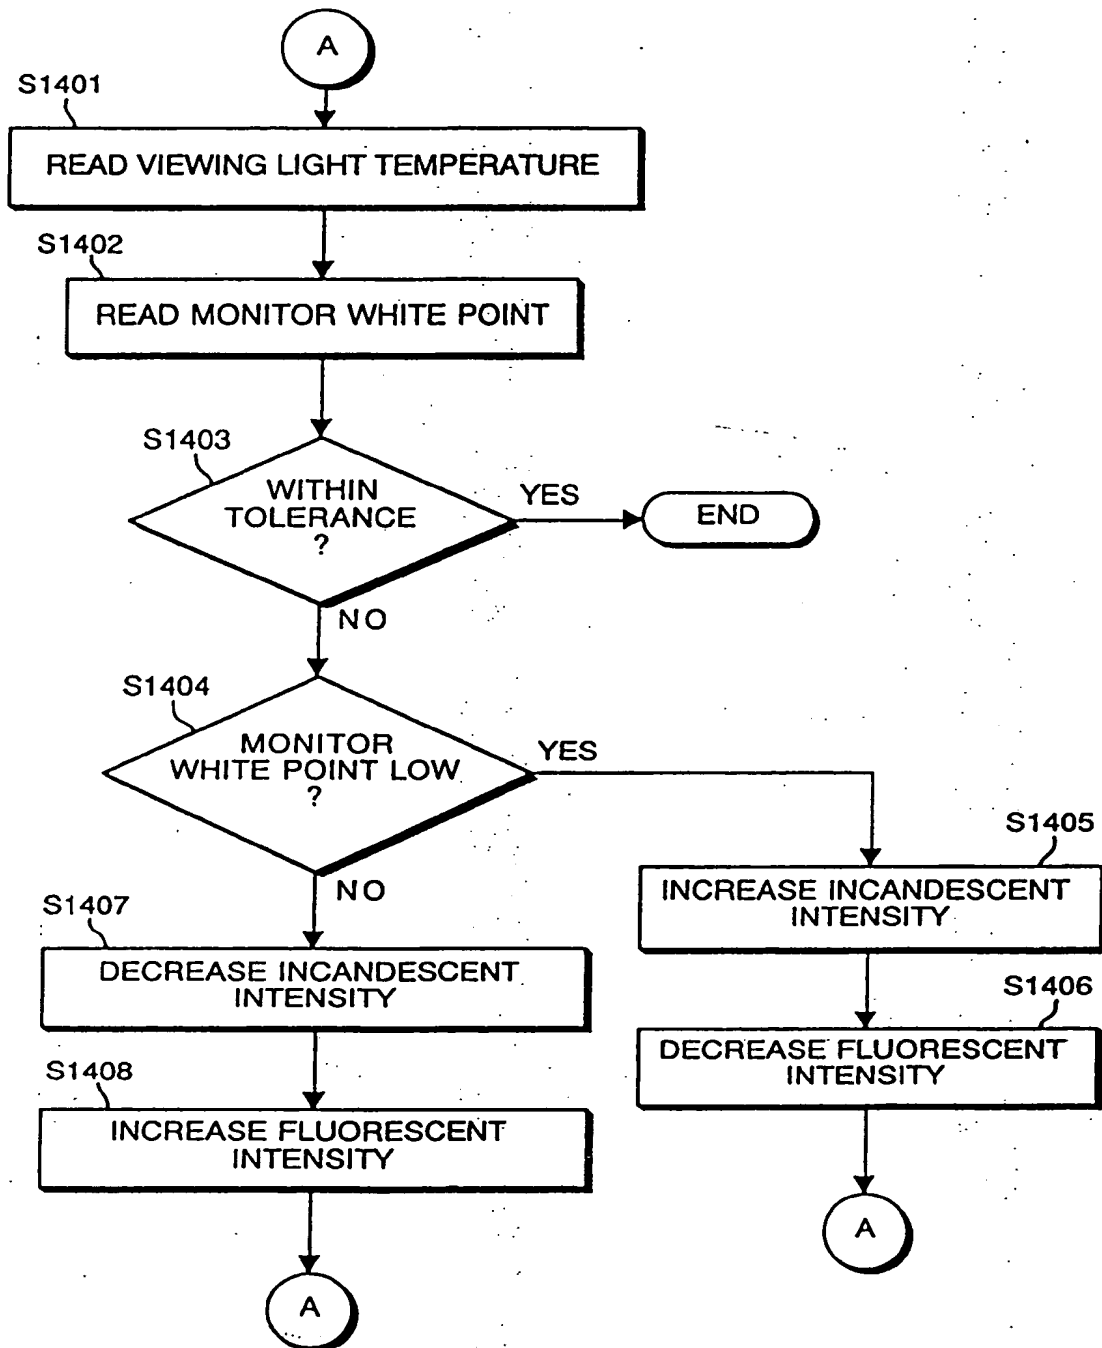 A
S1401
READ VIEWING LIGHT TEMPERATURE
S1402
READ MONITOR WHITE POINT
S1403
WITHIN
TOLERANCE
?
YES
END
NO
S1404
MONITOR
WHITE POINT LOW
?
YES
NO
S1405
INCREASE INCANDESCENT
INTENSITY
S1407
DECREASE INCANDESCENT
INTENSITY
S1406
DECREASE FLUORESCENT
INTENSITY
S1408
INCREASE FLUORESCENT
INTENSITY
A
A